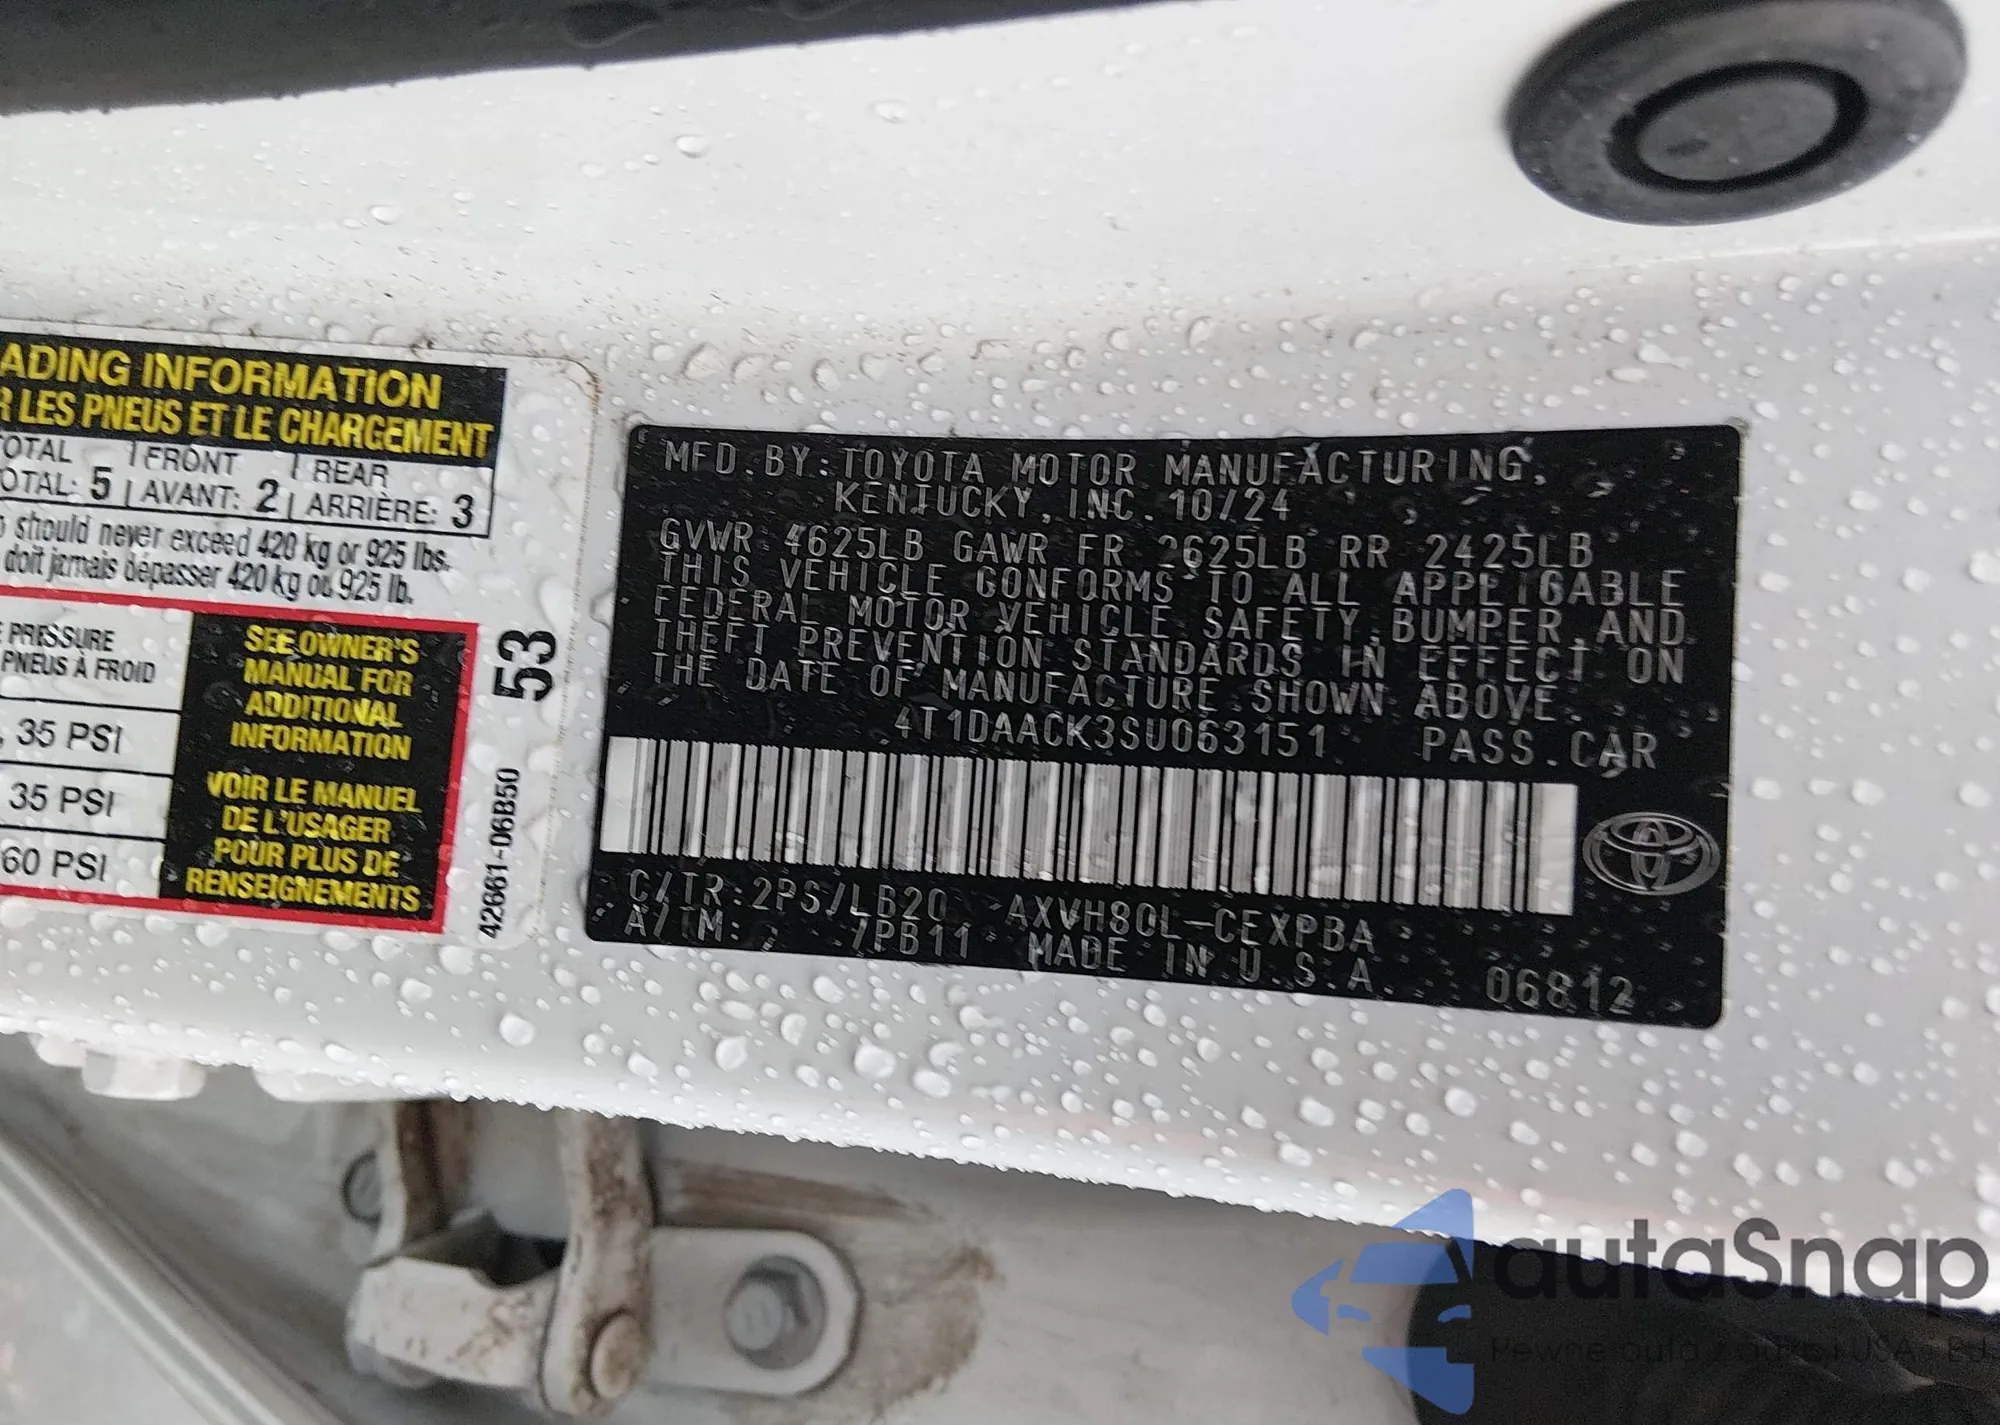 ADING INFORMATION
R LES PNEUS ET LE CHARGEMENT
OTAL FRONT REAR
OTAL: 5 AVANT: 2 ARRIÈRE: 3
should never exceed 420 kg or 925 lbs.
doit jamais dépasser 420 kg ou 925 lb.
PRESSURE
PNEUS À FROID
35 PSI
35 PSI
60 PSI
SEE OWNER'S
MANUAL FOR
ADDITIONAL
INFORMATION
VOIR LE MANUEL
DE L'USAGER
POUR PLUS DE
RENSEIGNEMENTS
53
42661-06B50
MFD. BY: TOYOTA MOTOR MANUFACTURING,
KENTUCKY, INC. 10/24
GVWR 4625LB GAWR FR 2625LB RR 2425LB
THIS VEHICLE CONFORMS TO ALL APPLICABLE
FEDERAL MOTOR VEHICLE SAFETY, BUMPER, AND
THEFT PREVENTION STANDARDS IN EFFECT ON
THE DATE OF MANUFACTURE SHOWN ABOVE.
4T1DAACK3SU063151 PASS. CAR
C/TR: 2PS/LB20 AXVH80L-CEXPBA
A/TM: /PB11 MADE IN U.S.A. 06812
autaSnap
Pewne auta z USA